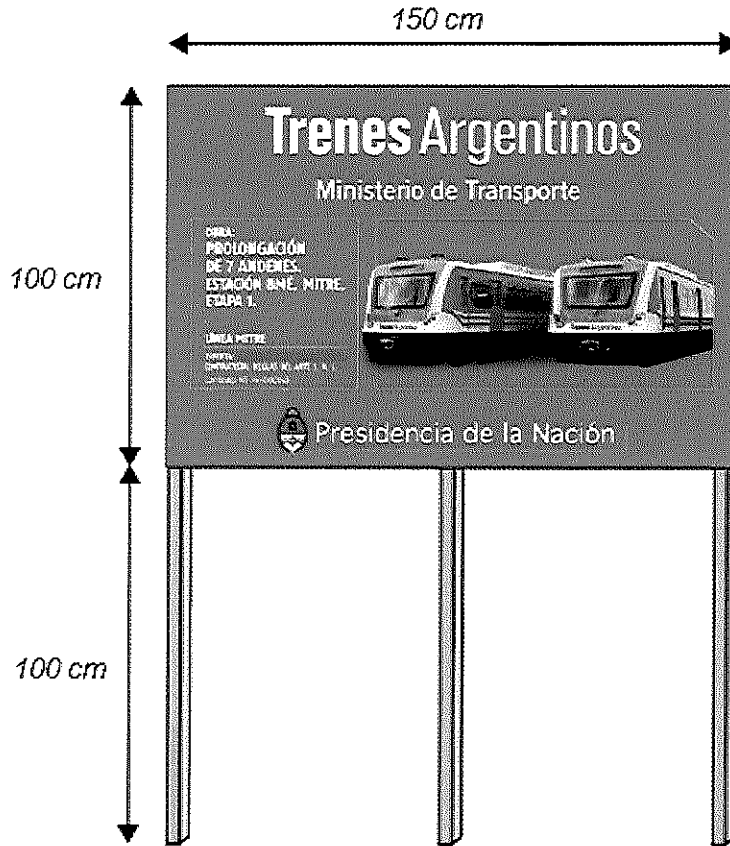 150 cm
100 cm
Trenes Argentinos
Ministerio de Transporte
OBRA:
PROLONGACIÓN
DE 7 ANDENES.
ESTACIÓN BME. MITRE.
ETAPA 1.
LÍNEA MITRE
Presidencia de la Nación
100 cm